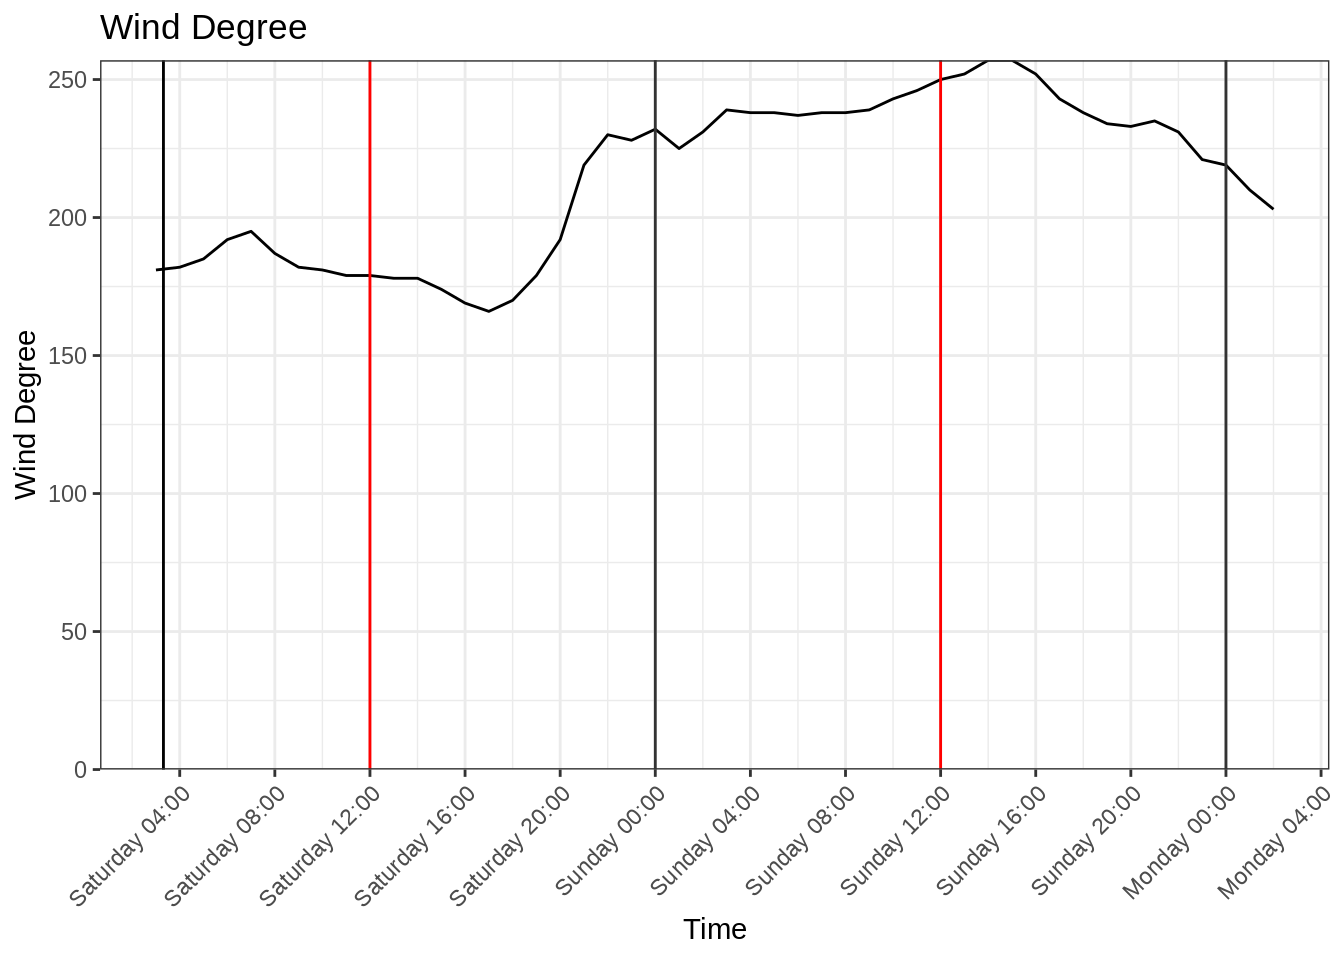 Wind Degree
Wind Degree
250
200
150
100
50
0
Saturday 04:00
Saturday 08:00
Saturday 12:00
Saturday 16:00
Saturday 20:00
Sunday 00:00
Sunday 04:00
Sunday 08:00
Sunday 12:00
Sunday 16:00
Sunday 20:00
Monday 00:00
Monday 04:00
Time